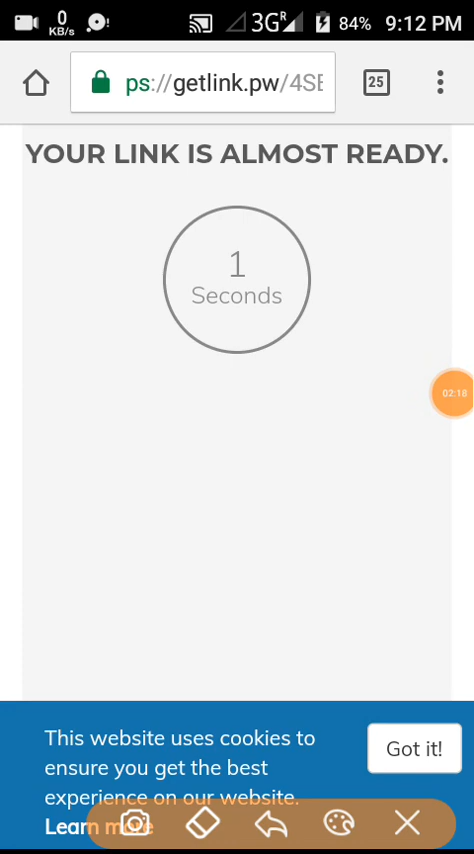 0
KB/s
3G R 84% 9:12 PM
ps://getlink.pw/4SE
25
YOUR LINK IS ALMOST READY.
1
Seconds
02:18
This website uses cookies to
ensure you get the best
experience on our website.
Learn more
Got it!